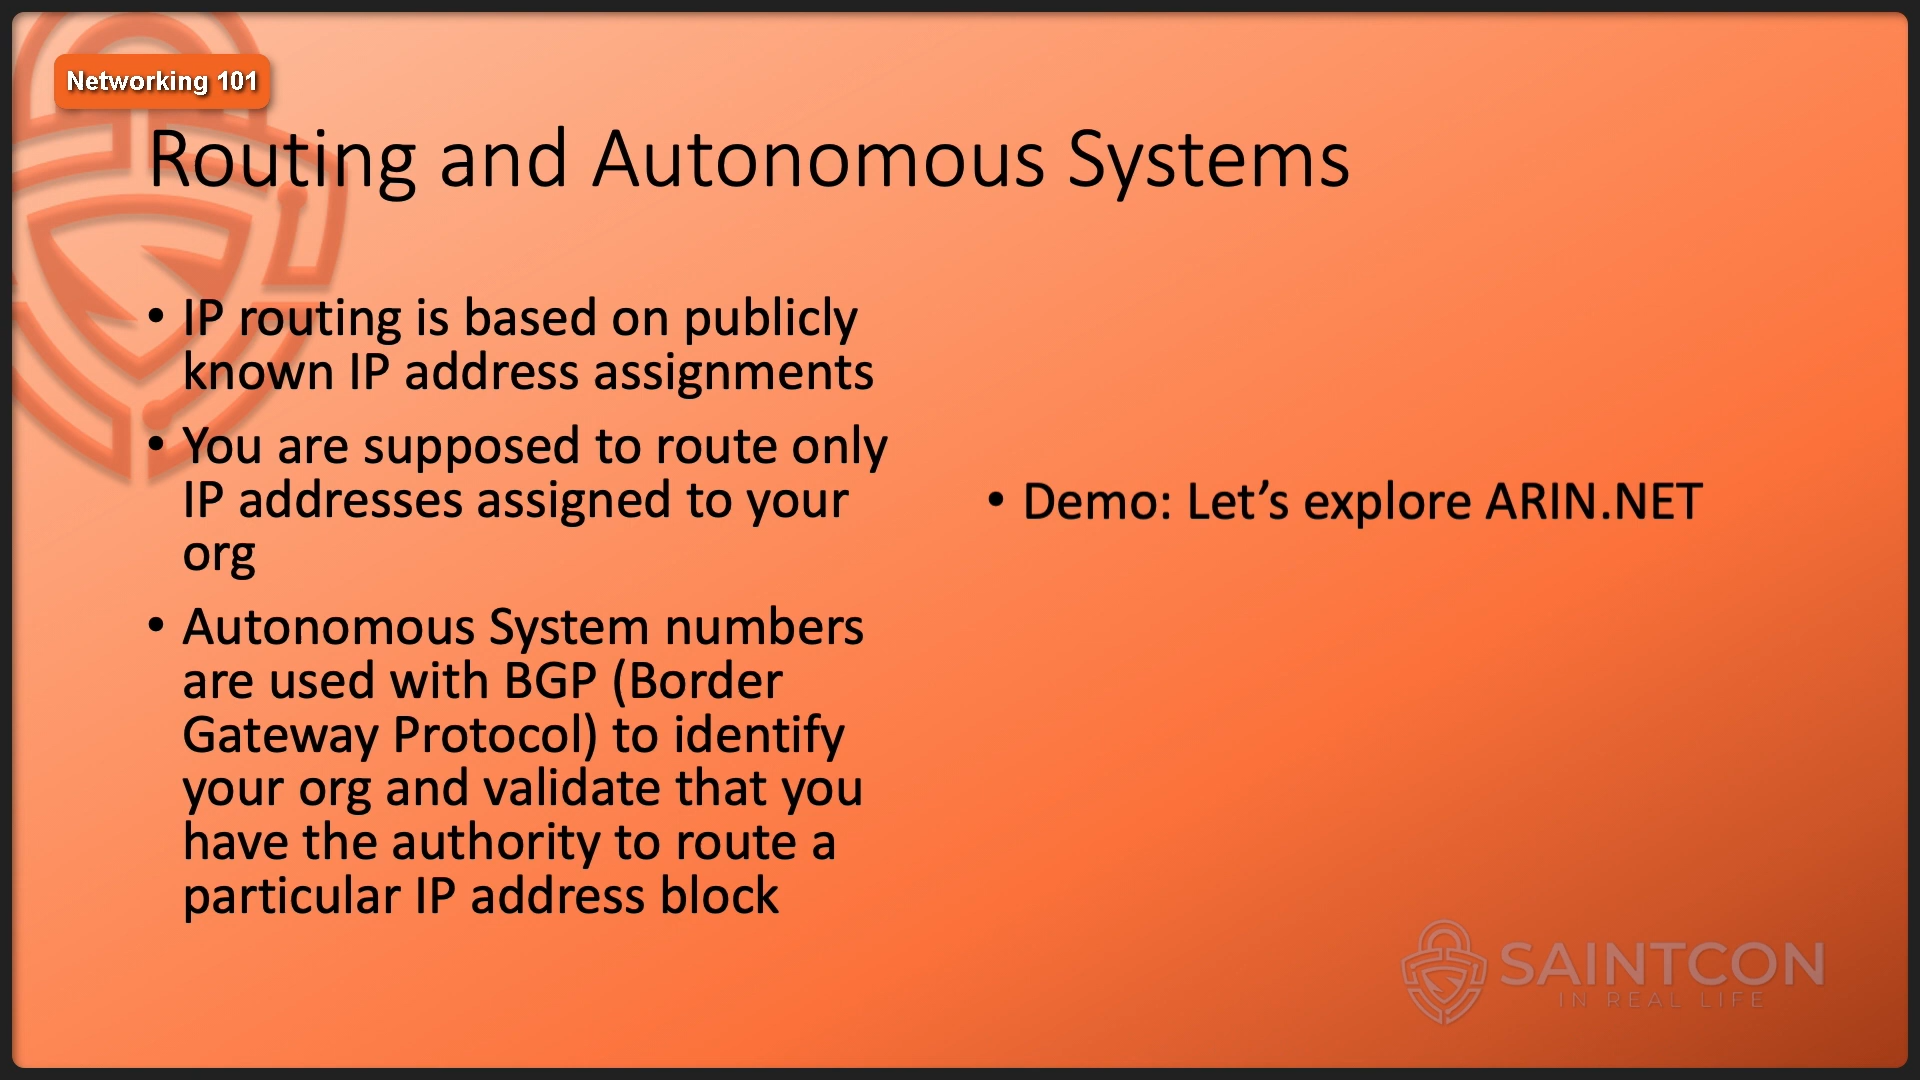 Networking 101
Routing and Autonomous Systems
• IP routing is based on publicly
known IP address assignments
• You are supposed to route only
IP addresses assigned to your
org
• Autonomous System numbers
are used with BGP (Border
Gateway Protocol) to identify
your org and validate that you
have the authority to route a
particular IP address block
• Demo: Let’s explore ARIN.NET
SAINTCON
IN REAL LIFE